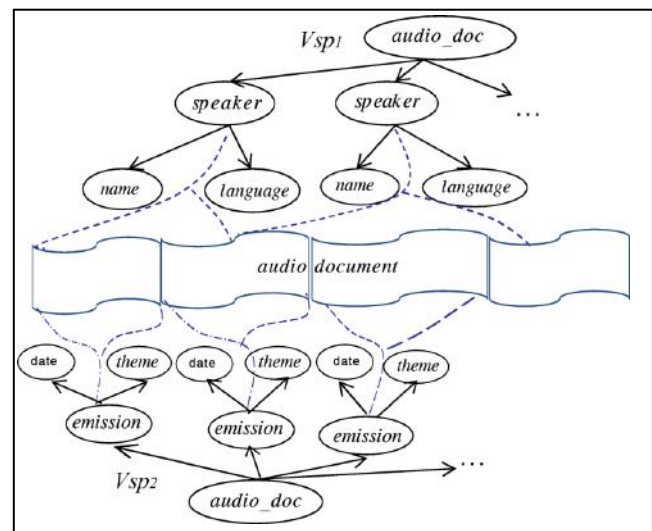 Vsp1 audio_doc
speaker speaker
...
name language name language
audio document
date theme date theme date theme
emission emission emission
...
Vsp2 audio_doc